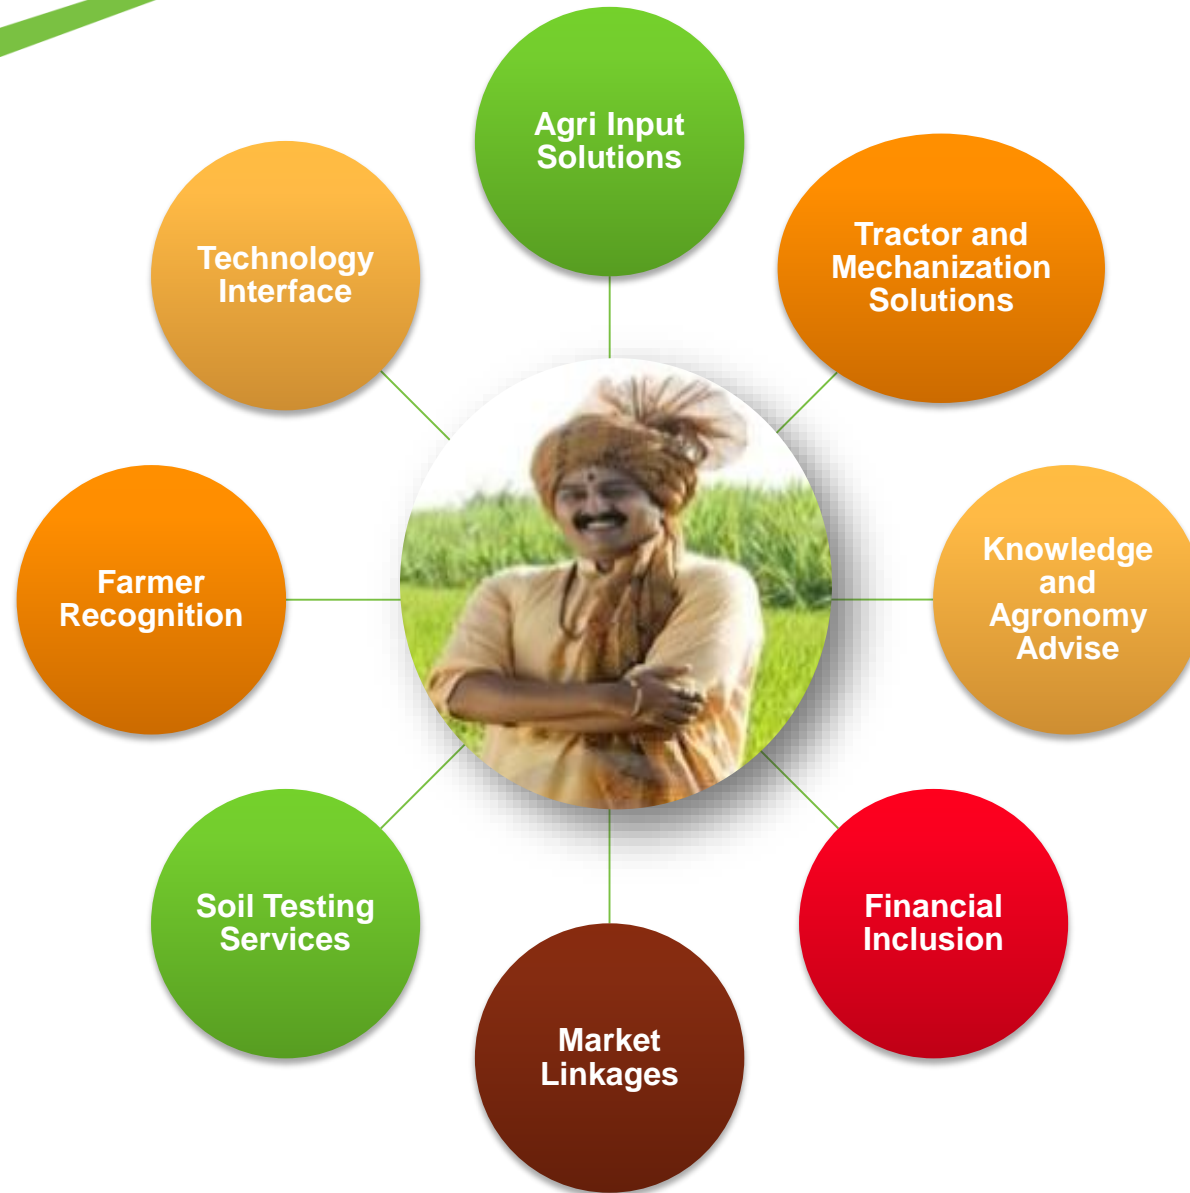 Agri Input
Solutions
Tractor and
Mechanization
Solutions
Knowledge
and
Agronomy
Advise
Financial
Inclusion
Market
Linkages
Soil Testing
Services
Farmer
Recognition
Technology
Interface